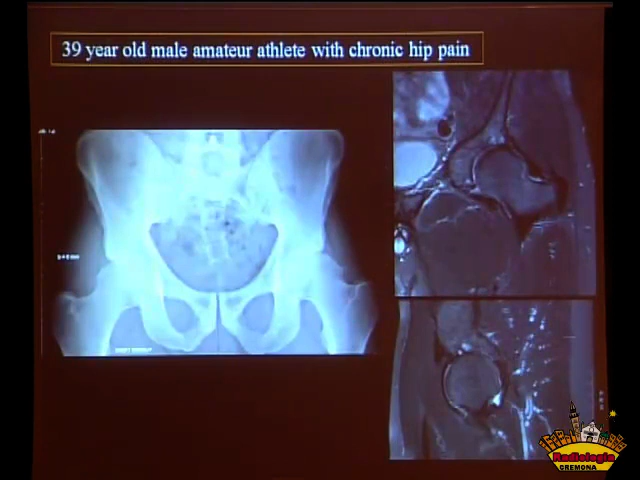 39 year old male amateur athlete with chronic hip pain
Radiologia
CREMONA